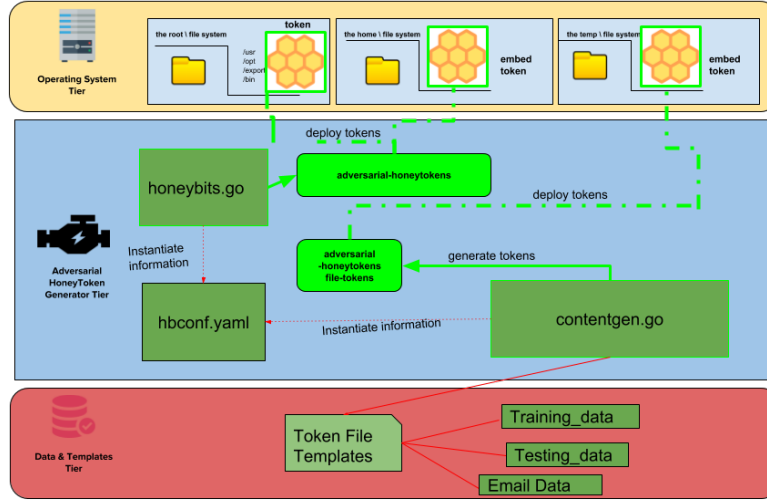 token
the root \ file system
/usr
/opt
/export
/bin
the home \ file system
embed
token
the temp \ file system
embed
token
Operating System
Tier
deploy tokens
honeybits.go
adversarial-honeytokens
deploy tokens
Instantiate
information
adversarial
-honeytokens
file-tokens
generate tokens
Adversarial
HoneyToken
Generator Tier
hbconf.yaml
Instantiate information
contentgen.go
Token File
Templates
Training_data
Testing_data
Email Data
Data & Templates
Tier